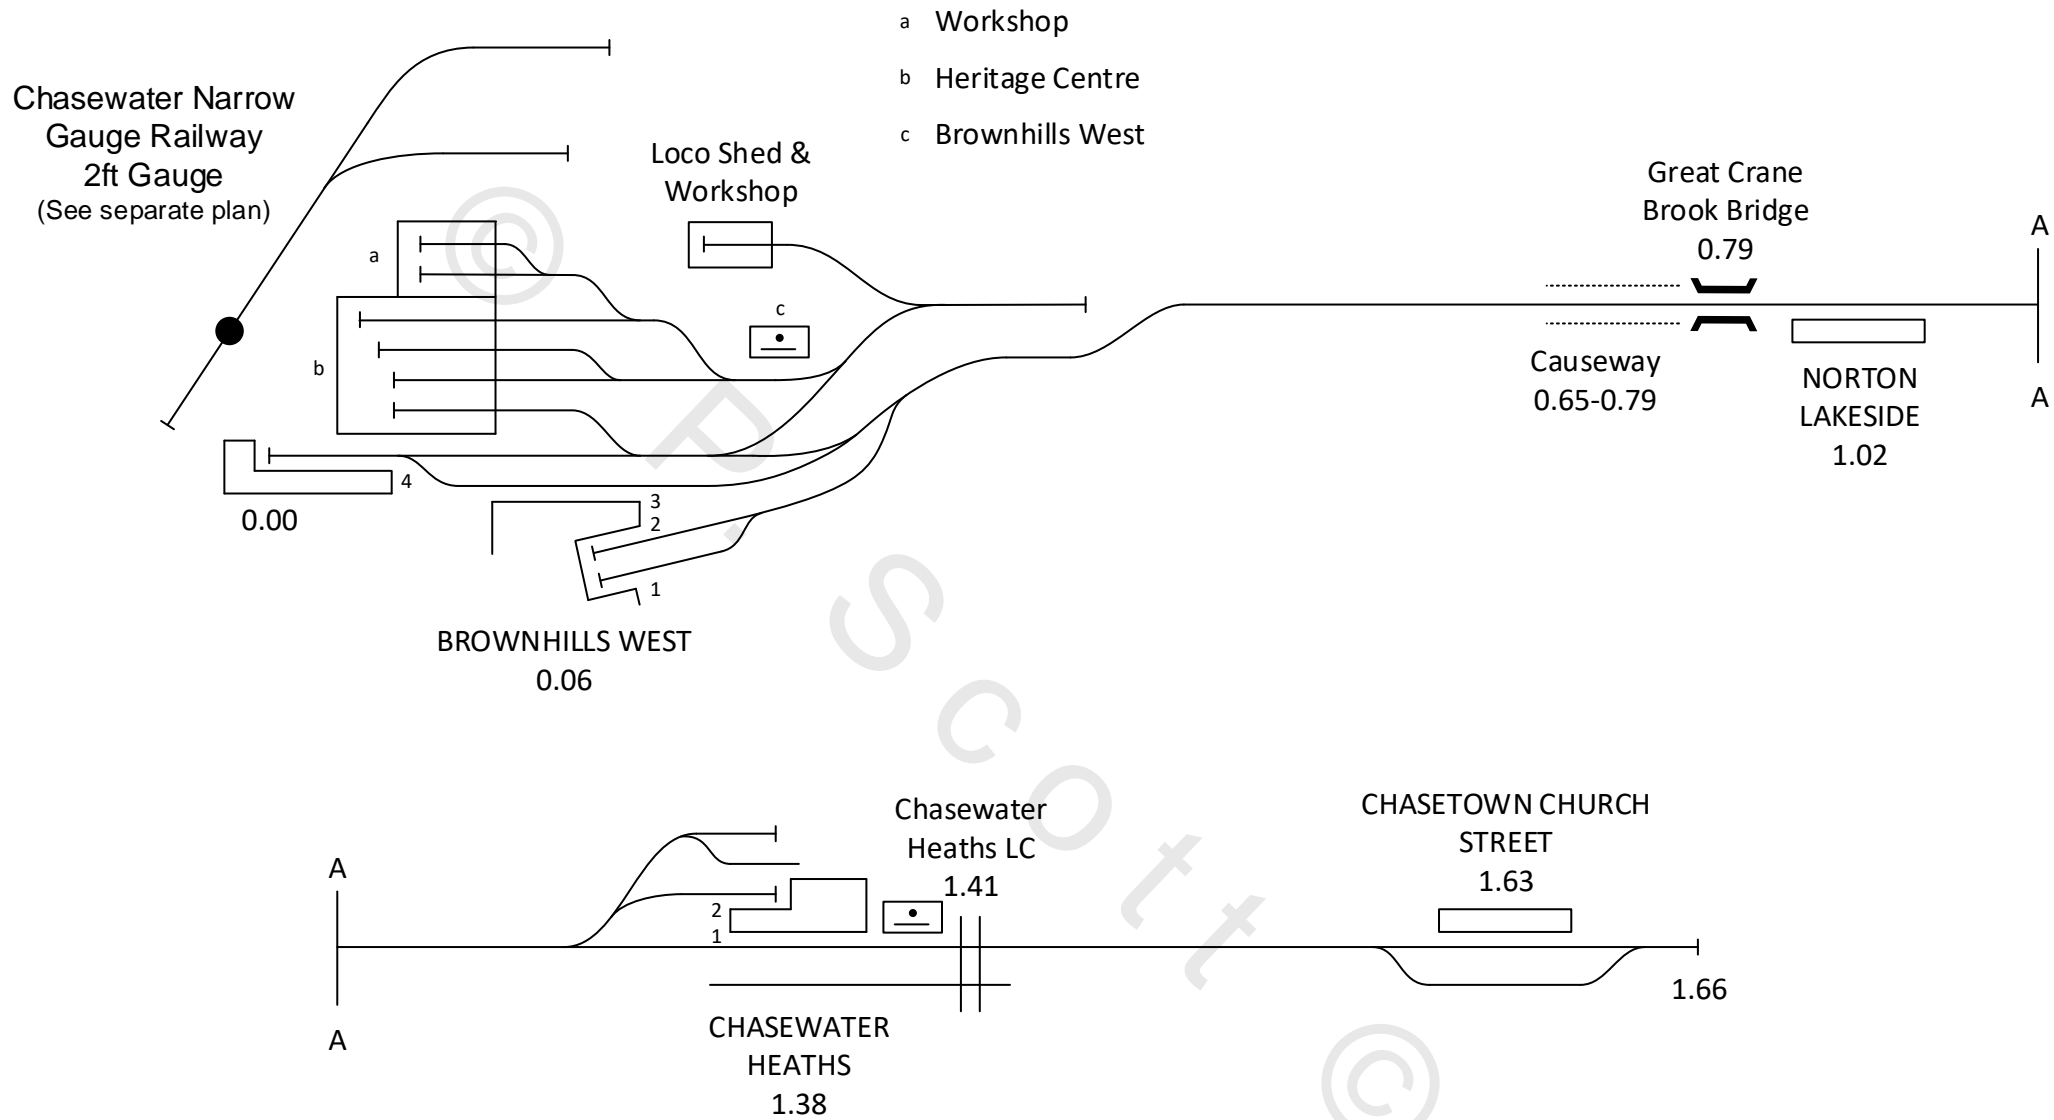 a Workshop
b Heritage Centre
c Brownhills West
Chasewater Narrow
Gauge Railway
2ft Gauge
(See separate plan)
Loco Shed &
Workshop
Great Crane
Brook Bridge
0.79
A
a
c
b
Causeway
0.65-0.79
NORTON
LAKESIDE
1.02
A
4
0.00
3
2
1
BROWNHILLS WEST
0.06
© P. Scott ©
Chasewater
Heaths LC
1.41
CHASETOWN CHURCH
STREET
1.63
A
2
1
1.66
A
CHASEWATER
HEATHS
1.38